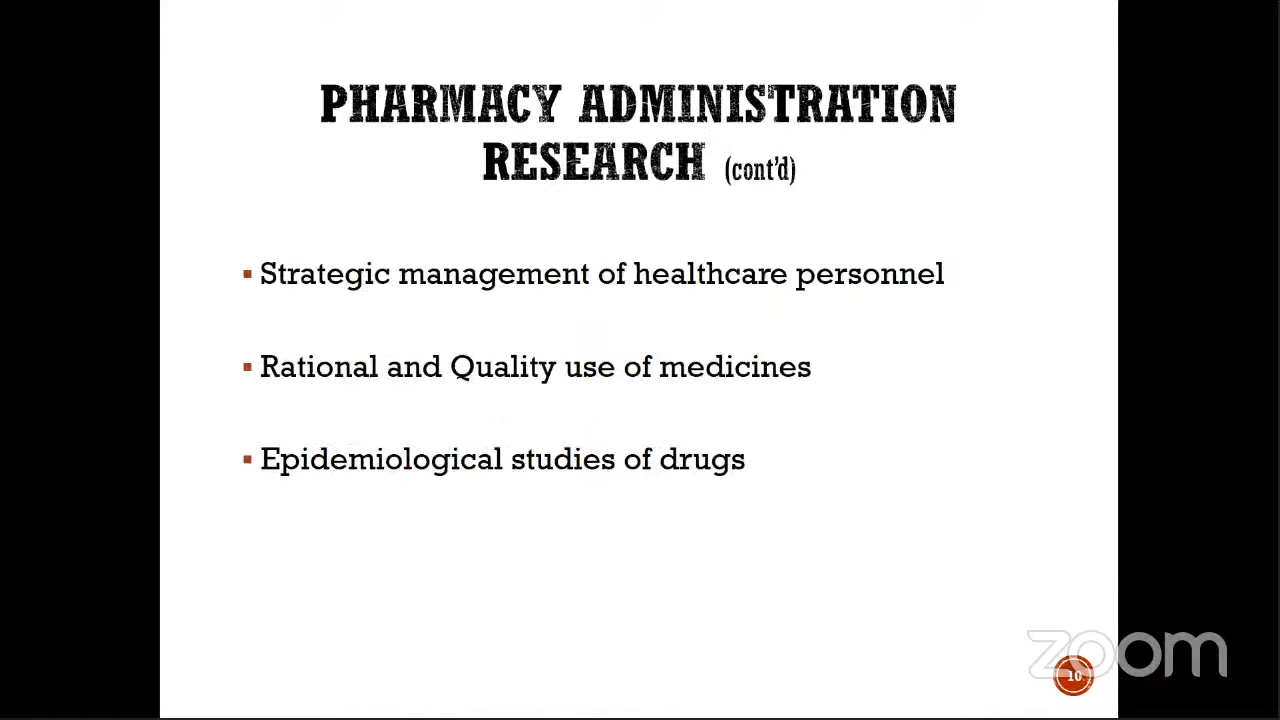 PHARMACY ADMINISTRATION
RESEARCH (cont'd)
▪ Strategic management of healthcare personnel
▪ Rational and Quality use of medicines
▪ Epidemiological studies of drugs
zoom
10